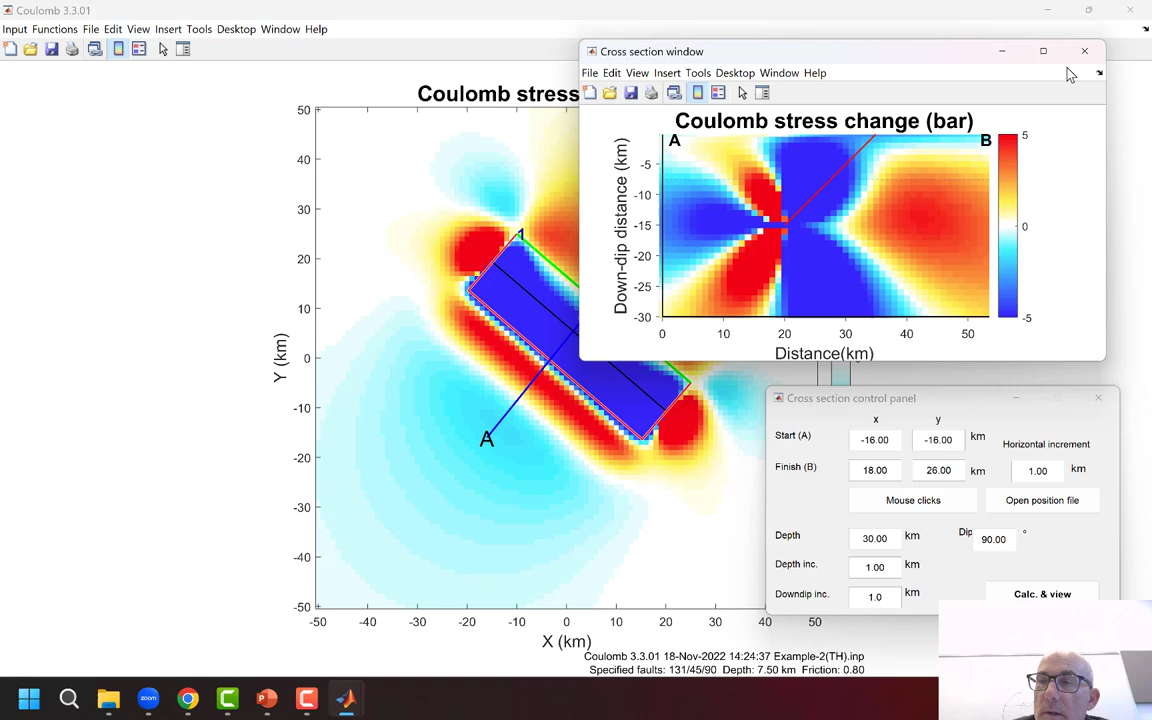 Coulomb 3.3.01
Input Functions File Edit View Insert Tools Desktop Window Help
Coulomb stress
50
40
30
20
10
0
-10
-20
-30
-40
-50
Y (km)
A
-50 -40 -30 -20 -10 0 10 20 30 40 50
X (km)
Coulomb 3.3.01 18-Nov-2022 14:24:37 Example-2(TH).inp
Specified faults: 131/45/90 Depth: 7.50 km Friction: 0.80
Cross section window
File Edit View Insert Tools Desktop Window Help
Coulomb stress change (bar)
A B
Down-dip distance (km)
-5
-10
-15
-20
-25
-30
0 10 20 30 40 50
Distance(km)
5
0
-5
Cross section control panel
x y
Start (A) -16.00 -16.00 km
Horizontal increment
Finish (B) 18.00 26.00 km 1.00 km
Mouse clicks Open position file
Depth 30.00 km Dip 90.00 °
Depth inc. 1.00 km
Downdip inc. 1.0 km Calc. & view
zoom